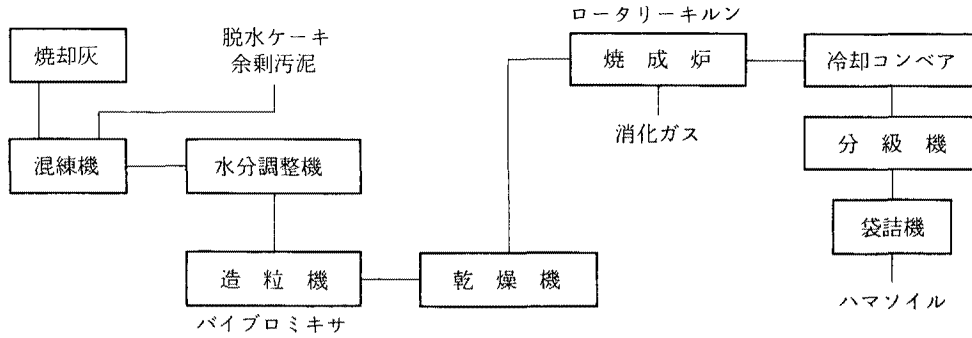 焼却灰
脱水ケーキ
余剰汚泥
混練機
水分調整機
造粒機
バイブロミキサ
乾燥機
ロータリーキルン
焼成炉
消化ガス
冷却コンベア
分級機
袋詰機
ハマソイル